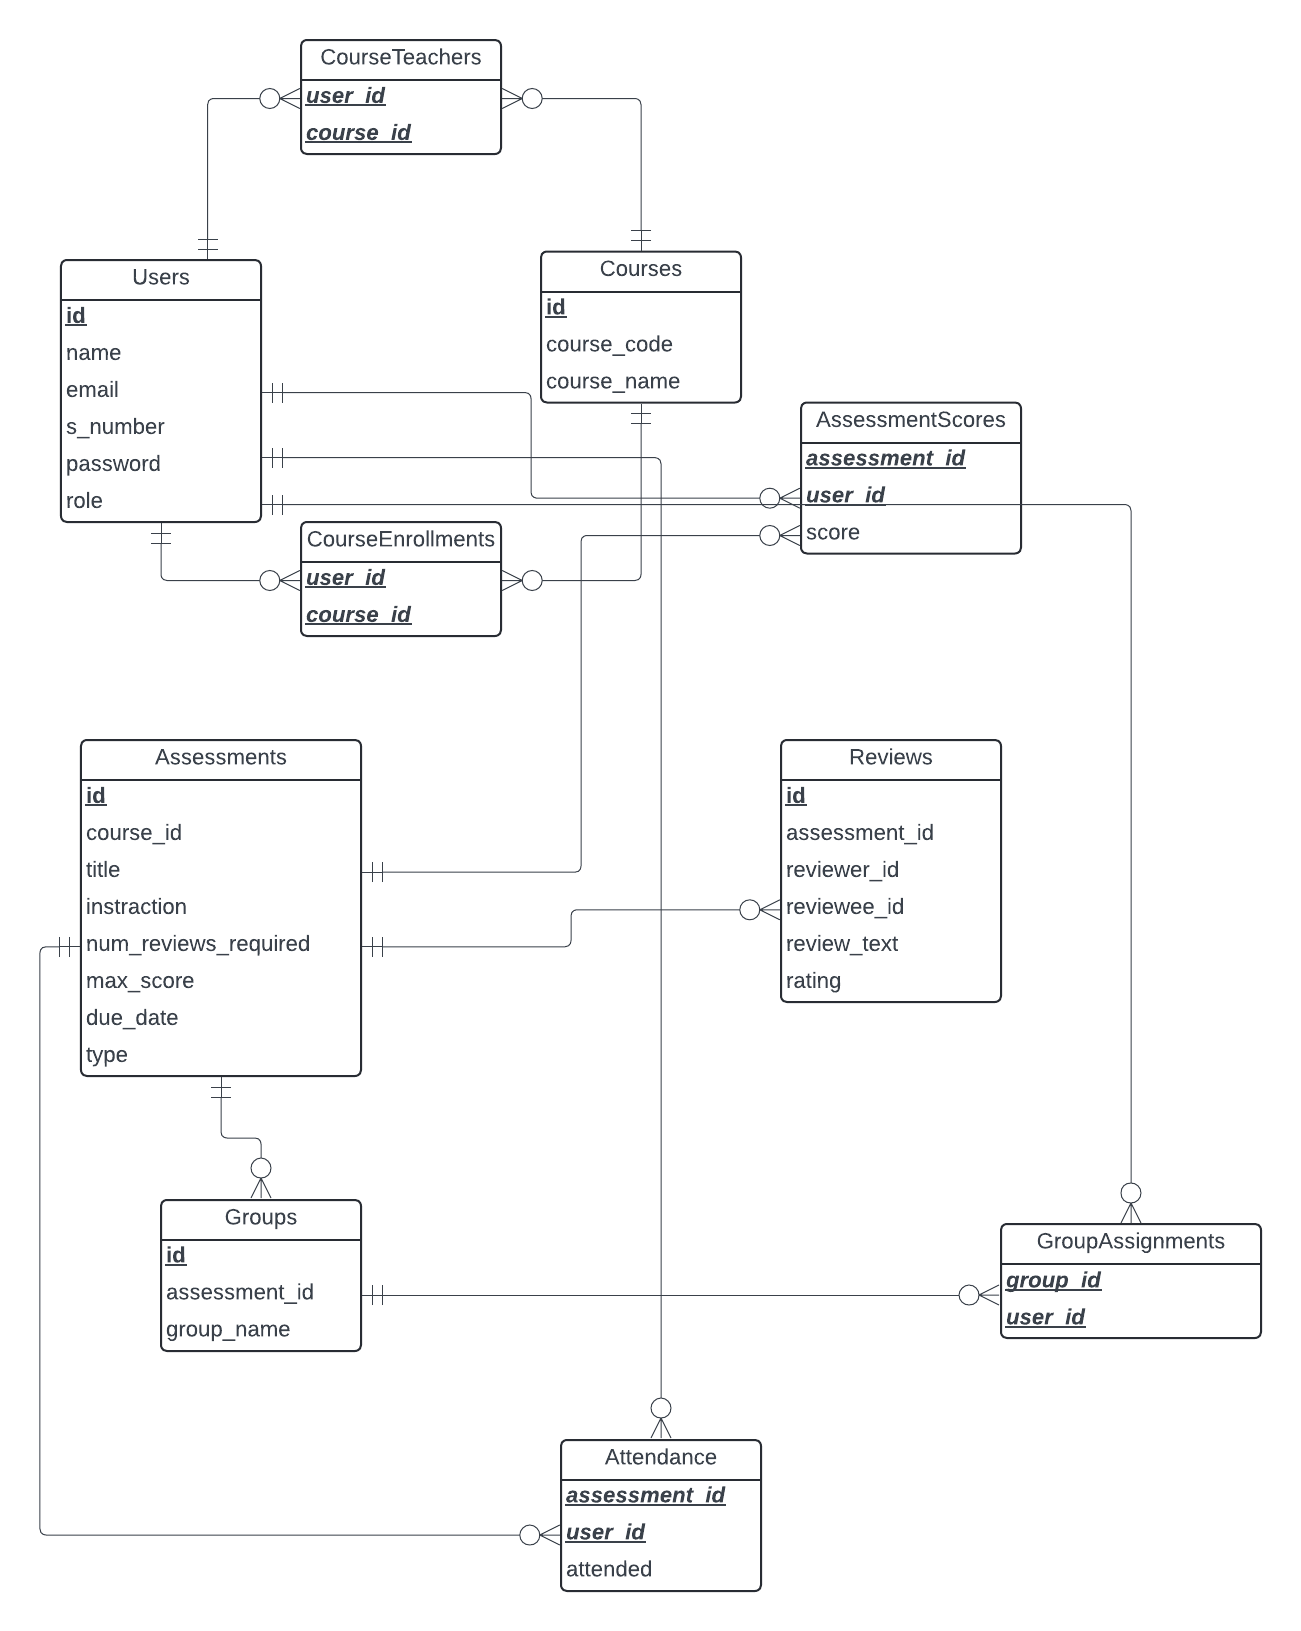 CourseTeachers
user_id
course_id
Users
id
name
email
s_number
password
role
Courses
id
course_code
course_name
AssessmentScores
assessment_id
user_id
score
CourseEnrollments
user_id
course_id
Assessments
id
course_id
title
instraction
num_reviews_required
max_score
due_date
type
Reviews
id
assessment_id
reviewer_id
reviewee_id
review_text
rating
Groups
id
assessment_id
group_name
GroupAssignments
group_id
user_id
Attendance
assessment_id
user_id
attended